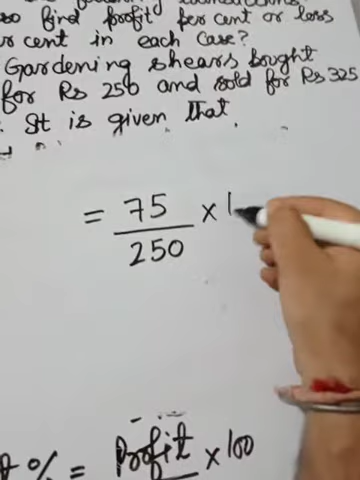 so find profit per cent or loss
r cent in each case?
Gardening shears bought
for Rs 250 and sold for Rs 325
: It is given that
= 75 / 250 × 1
% = Profit × 100